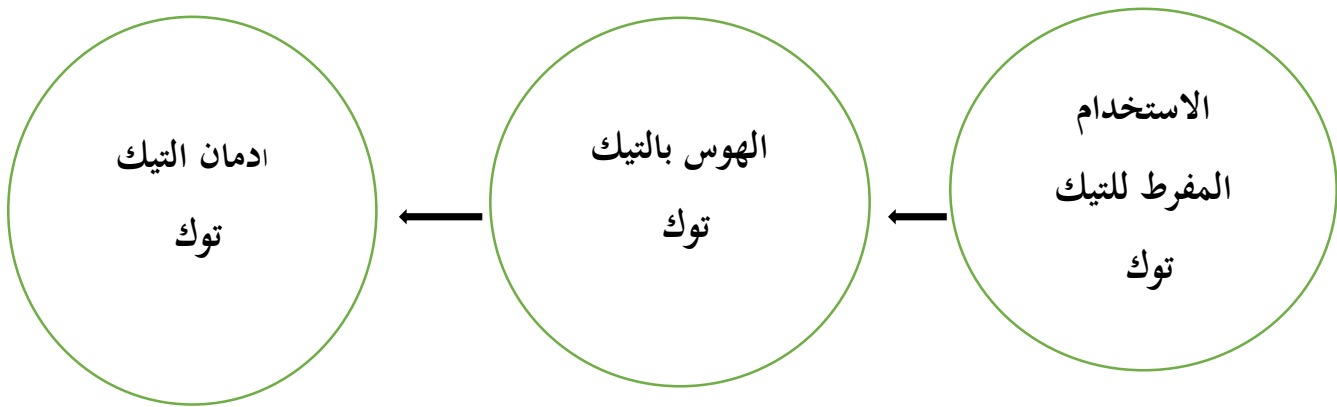 الاستخدام
المفرط للتيك
توك
الهوس بالتيك
توك
ادمان التيك
توك